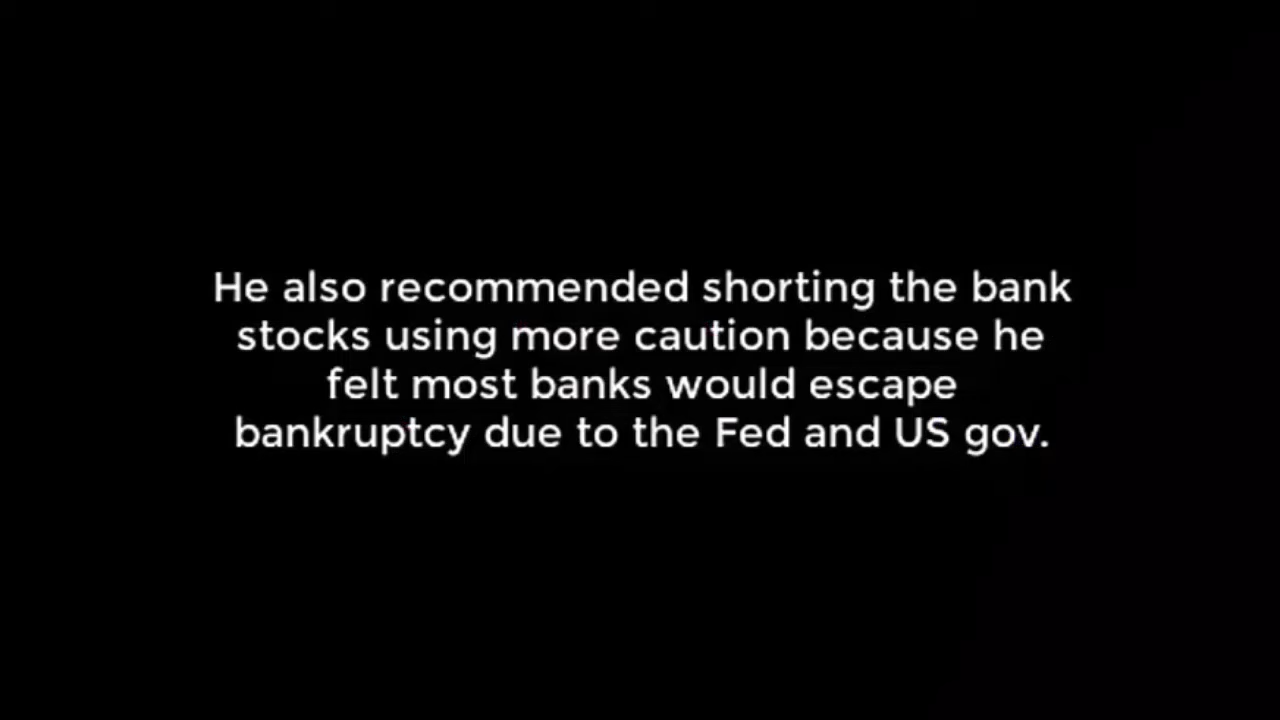 He also recommended shorting the bank
stocks using more caution because he
felt most banks would escape
bankruptcy due to the Fed and US gov.